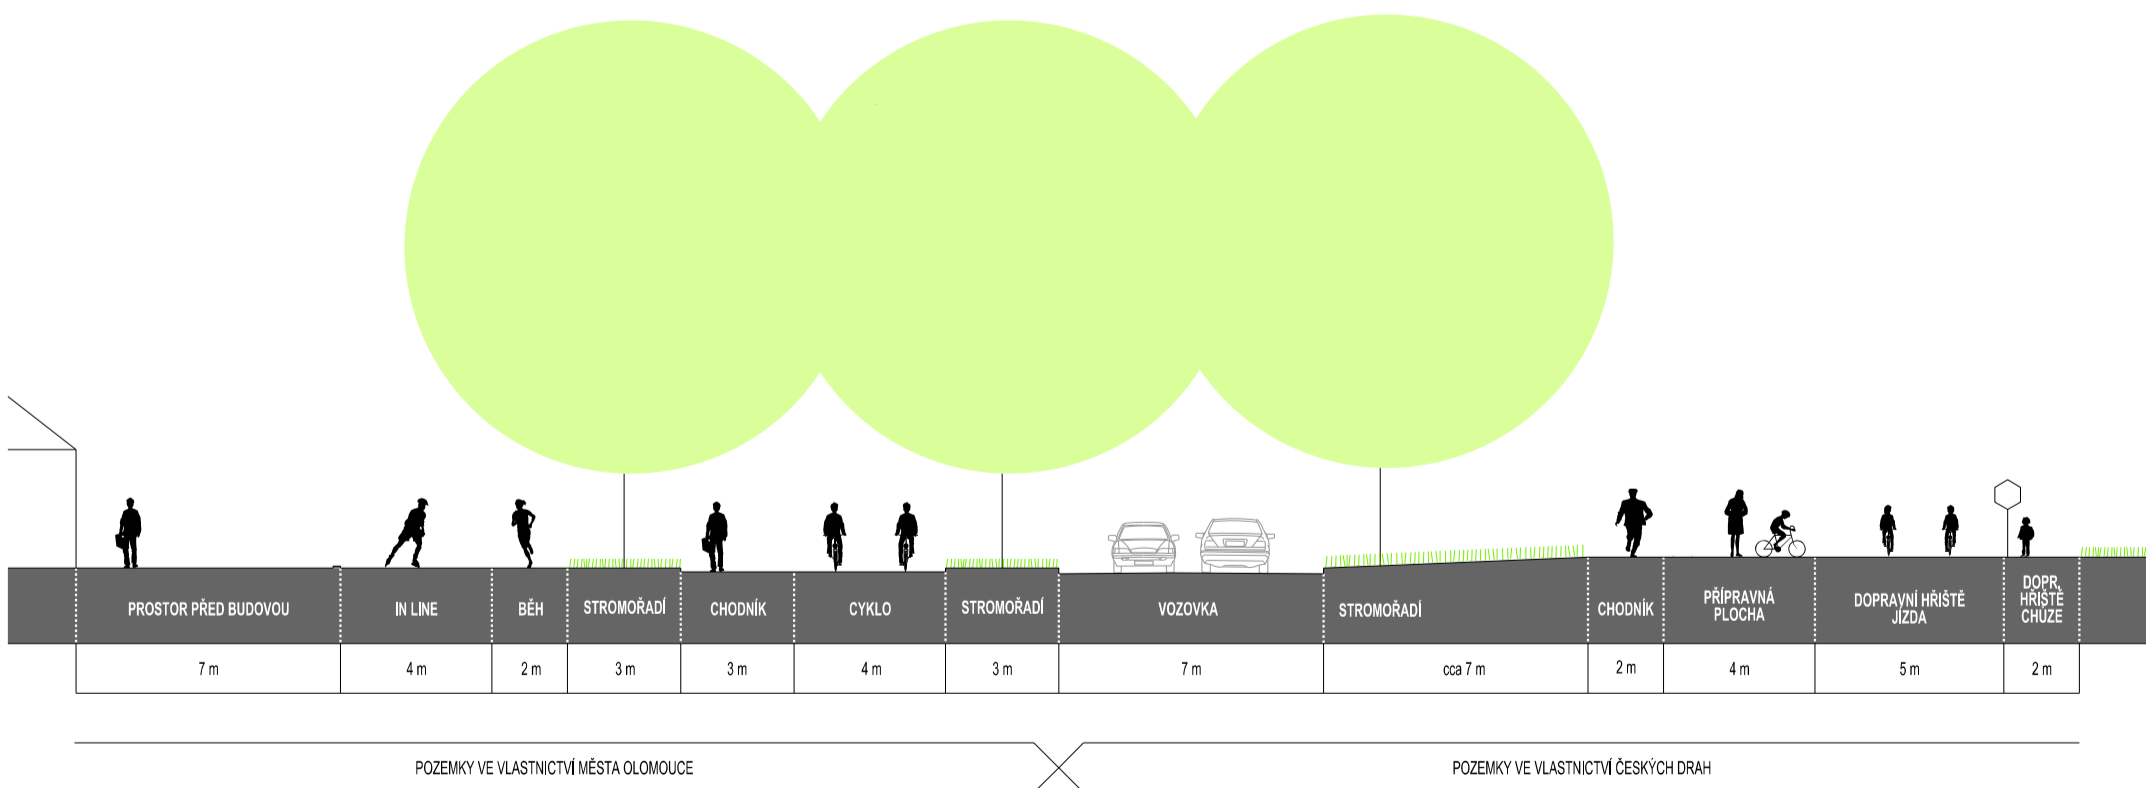 PROSTOR PŘED BUDOVOU
IN LINE
BĚH
STROMOŘADÍ
CHODNÍK
CYKLO
STROMOŘADÍ
VOZOVKA
STROMOŘADÍ
CHODNÍK
PŘÍPRAVNÁ
PLOCHA
DOPRAVNÍ HŘIŠTĚ
JÍZDA
DOPR.
HŘIŠTĚ
CHŮZE
7 m
4 m
2 m
3 m
3 m
4 m
3 m
7 m
cca 7 m
2 m
4 m
5 m
2 m
POZEMKY VE VLASTNICTVÍ MĚSTA OLOMOUCE
POZEMKY VE VLASTNICTVÍ ČESKÝCH DRAH